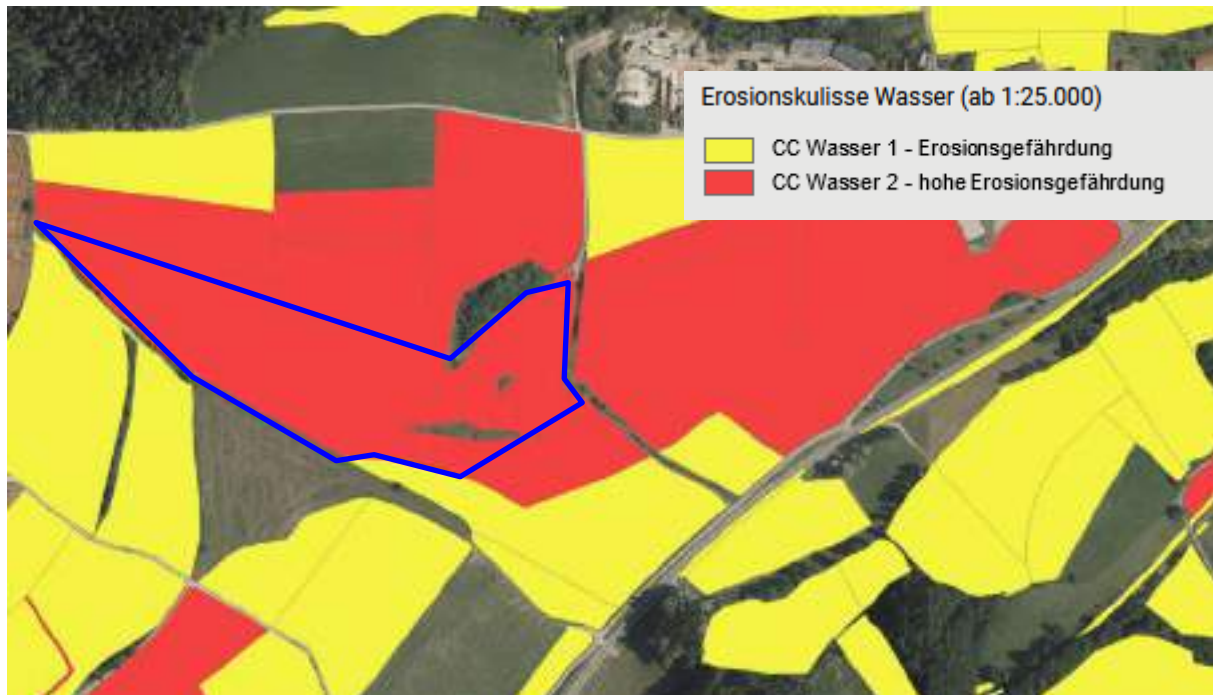 Erosionskulisse Wasser (ab 1:25.000)
CC Wasser 1 - Erosionsgefährdung
CC Wasser 2 - hohe Erosionsgefährdung